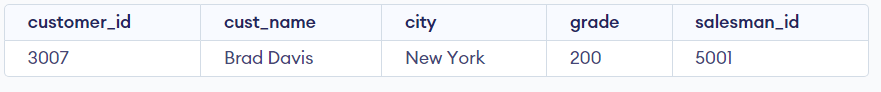 customer_id cust_name city grade salesman_id
3007 Brad Davis New York 200 5001